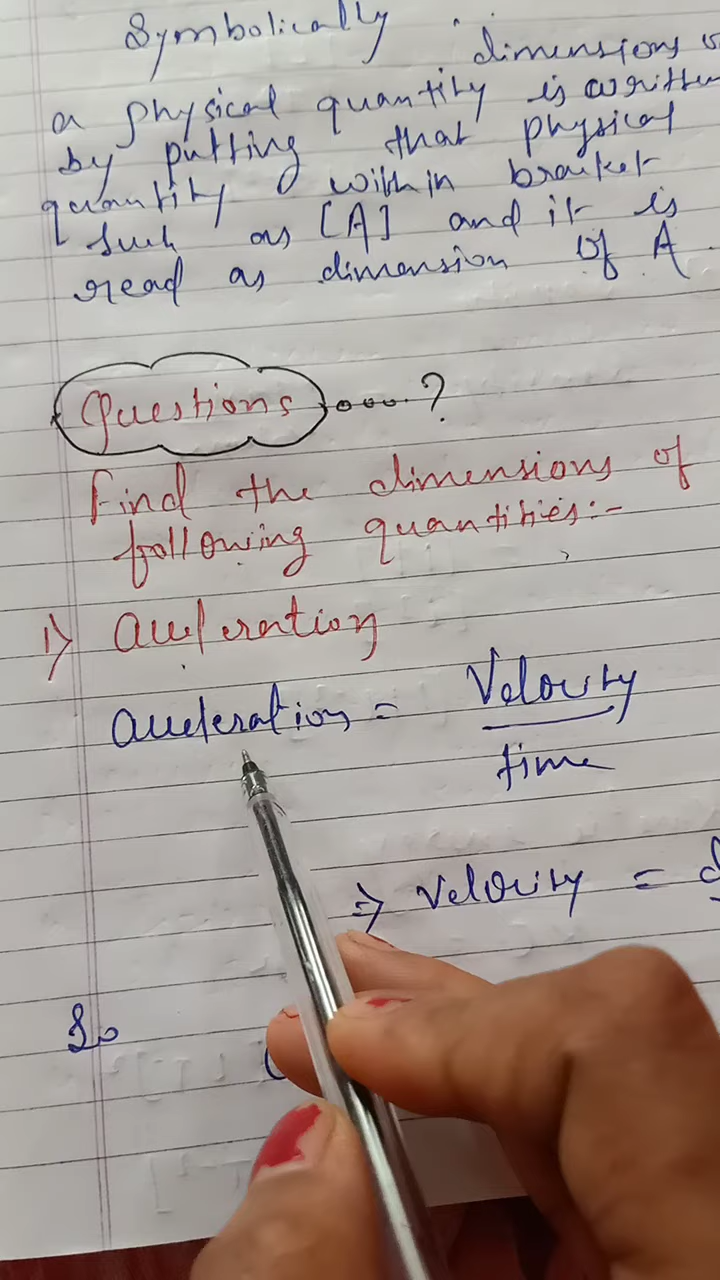 Symbolically dimensions
a physical quantity is written
by putting that physical
quantity within bracket
such as [A] and it is
read as dimension of A
Questions ....?
Find the dimensions of
following quantities:-
1) acceleration
acceleration = Velocity
time
⇒ velocity = d
So